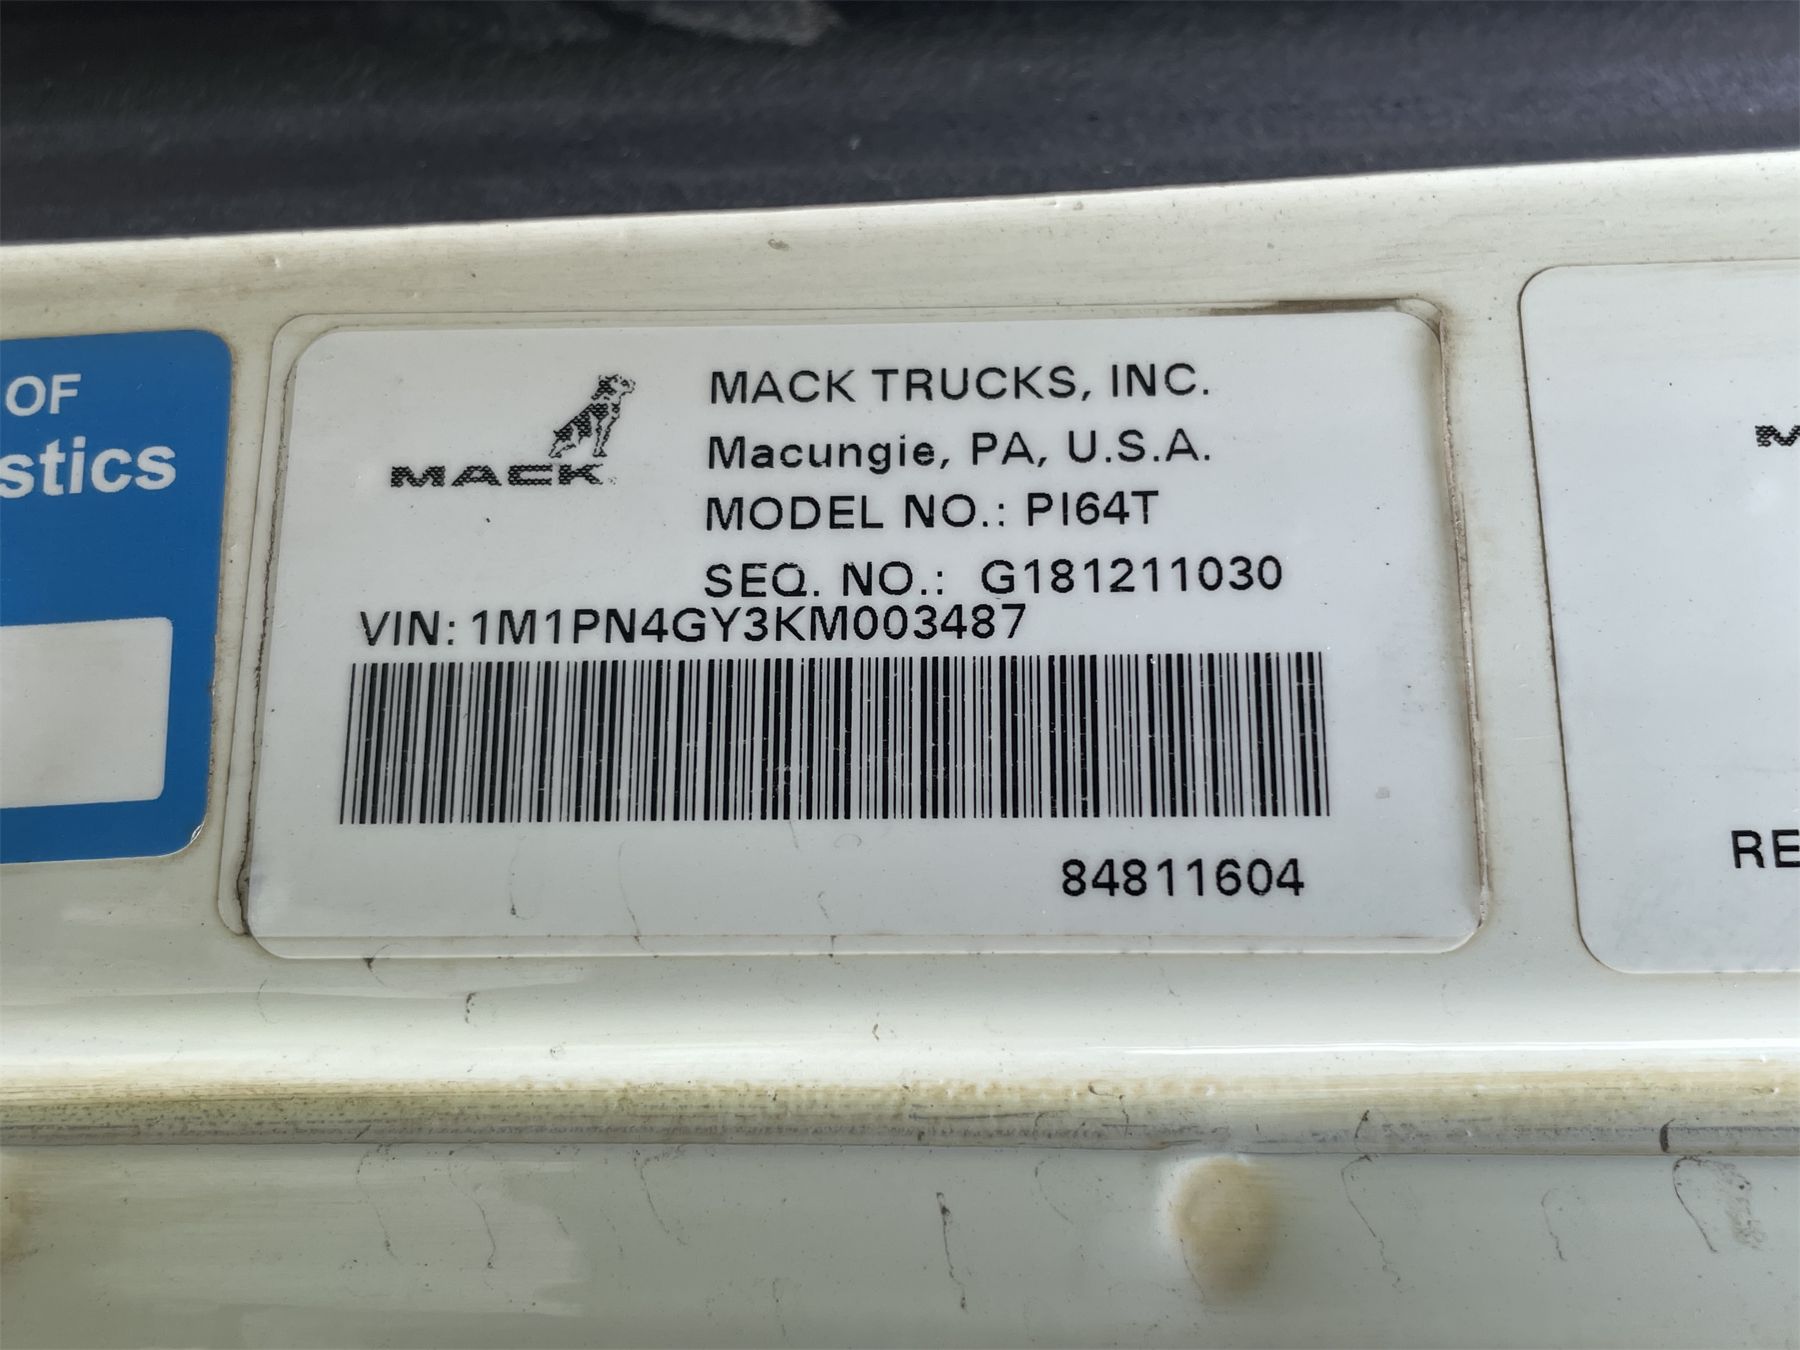 OF
stics
MACK
MACK TRUCKS, INC.
Macungie, PA, U.S.A.
MODEL NO.: PI64T
SEQ. NO.: G181211030
VIN: 1M1PN4GY3KM003487
84811604
RE